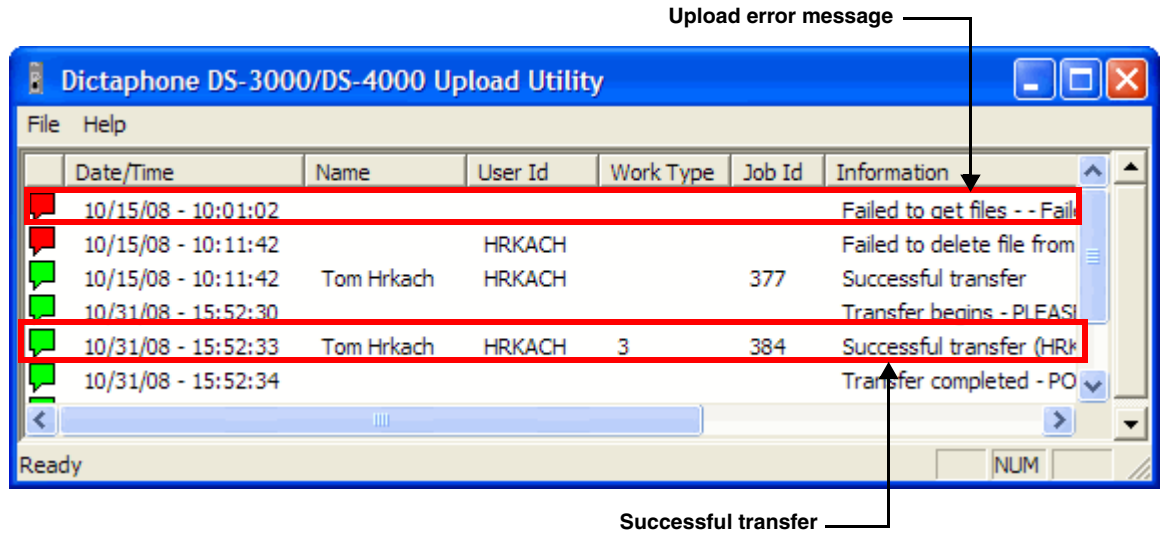 Upload error message
Dictaphone DS-3000/DS-4000 Upload Utility
File Help
Date/Time Name User Id Work Type Job Id Information
10/15/08 - 10:01:02 Failed to get files - - Faile
10/15/08 - 10:11:42 HRKACH Failed to delete file from
10/15/08 - 10:11:42 Tom Hrkach HRKACH 377 Successful transfer
10/31/08 - 15:52:30 Transfer begins - PLEASE
10/31/08 - 15:52:33 Tom Hrkach HRKACH 3 384 Successful transfer (HRK
10/31/08 - 15:52:34 Transfer completed - PO
Ready NUM
Successful transfer